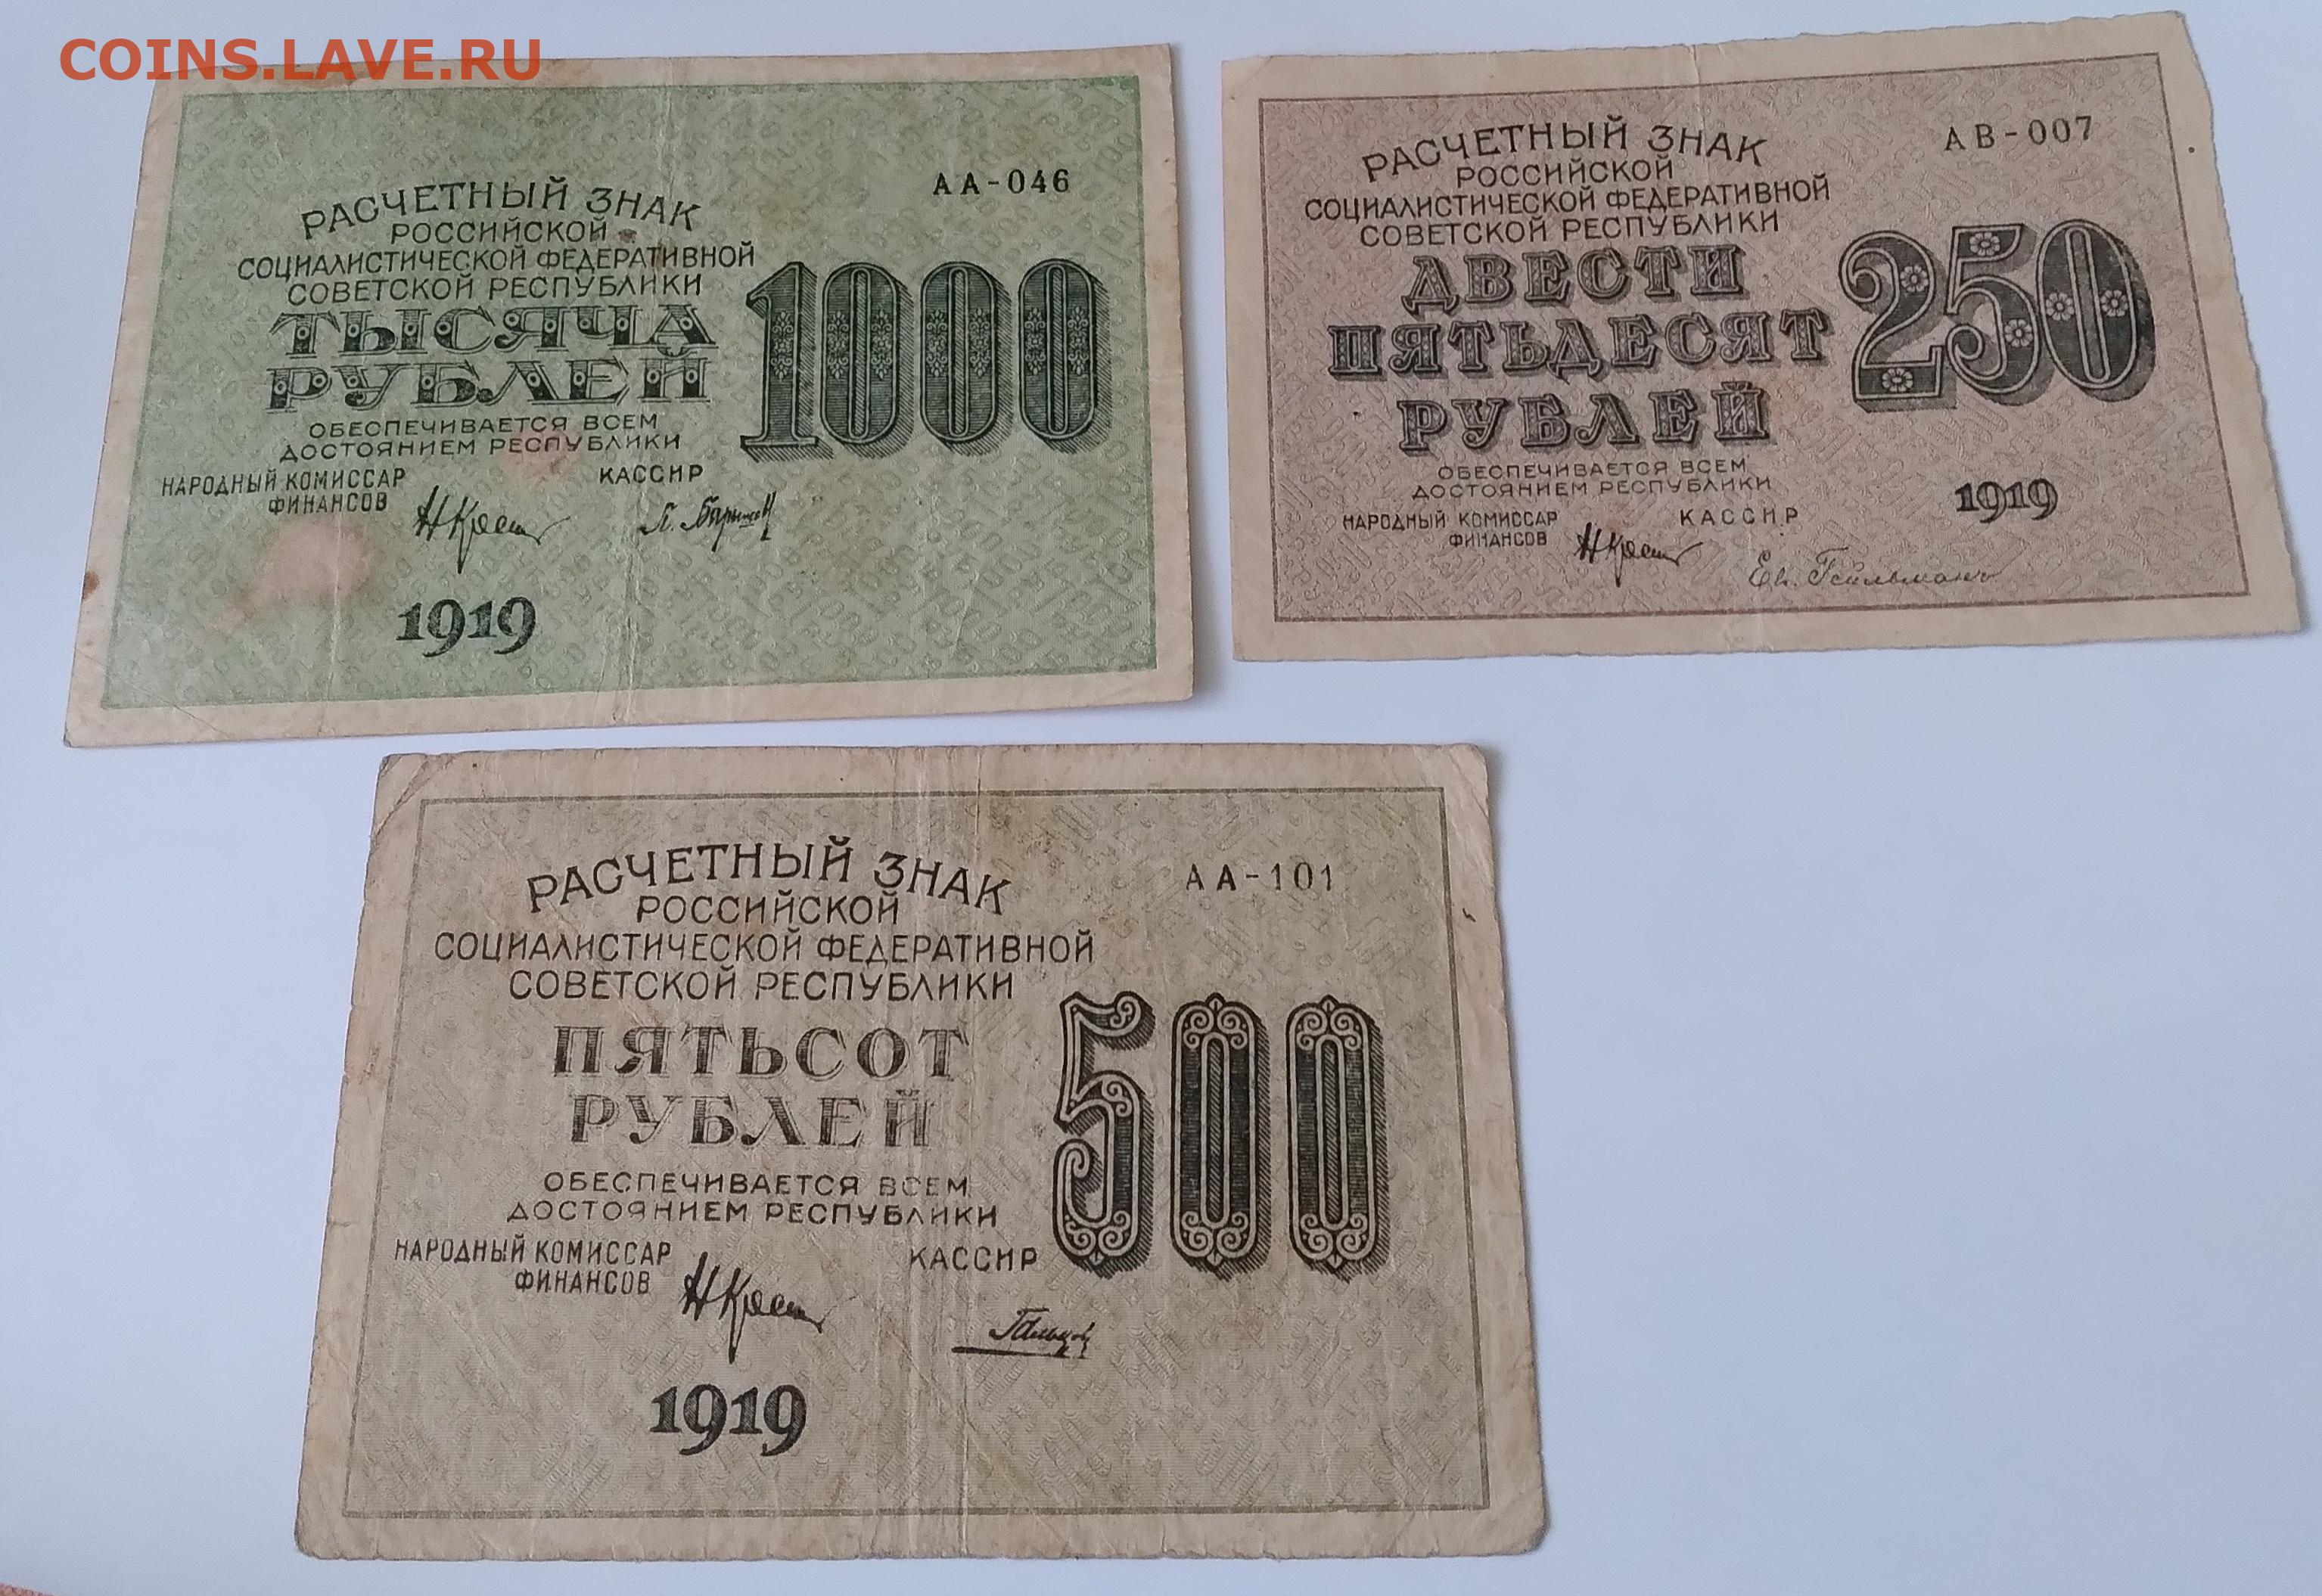 COINS.LAVE.RU
РАСЧЕТНЫЙ ЗНАК
РОССИЙСКОЙ
СОЦИАЛИСТИЧЕСКОЙ ФЕДЕРАТИВНОЙ
СОВЕТСКОЙ РЕСПУБЛИКИ
ТЫСЯЧА
РУБЛЕЙ
ОБЕСПЕЧИВАЕТСЯ ВСЕМ
ДОСТОЯНИЕМ РЕСПУБЛИКИ
НАРОДНЫЙ КОМИССАР
ФИНАНСОВ
КАССИР
1919
АА-046
1000
РАСЧЕТНЫЙ ЗНАК
РОССИЙСКОЙ
СОЦИАЛИСТИЧЕСКОЙ ФЕДЕРАТИВНОЙ
СОВЕТСКОЙ РЕСПУБЛИКИ
ДВЕСТИ
ПЯТЬДЕСЯТ
РУБЛЕЙ
ОБЕСПЕЧИВАЕТСЯ ВСЕМ
ДОСТОЯНИЕМ РЕСПУБЛИКИ
НАРОДНЫЙ КОМИССАР
ФИНАНСОВ
КАССИР
Ев. Гейльманъ
АВ-007
250
1919
РАСЧЕТНЫЙ ЗНАК
РОССИЙСКОЙ
СОЦИАЛИСТИЧЕСКОЙ ФЕДЕРАТИВНОЙ
СОВЕТСКОЙ РЕСПУБЛИКИ
ПЯТЬСОТ
РУБЛЕЙ
ОБЕСПЕЧИВАЕТСЯ ВСЕМ
ДОСТОЯНИЕМ РЕСПУБЛИКИ
НАРОДНЫЙ КОМИССАР
ФИНАНСОВ
КАССИР
1919
АА-101
500